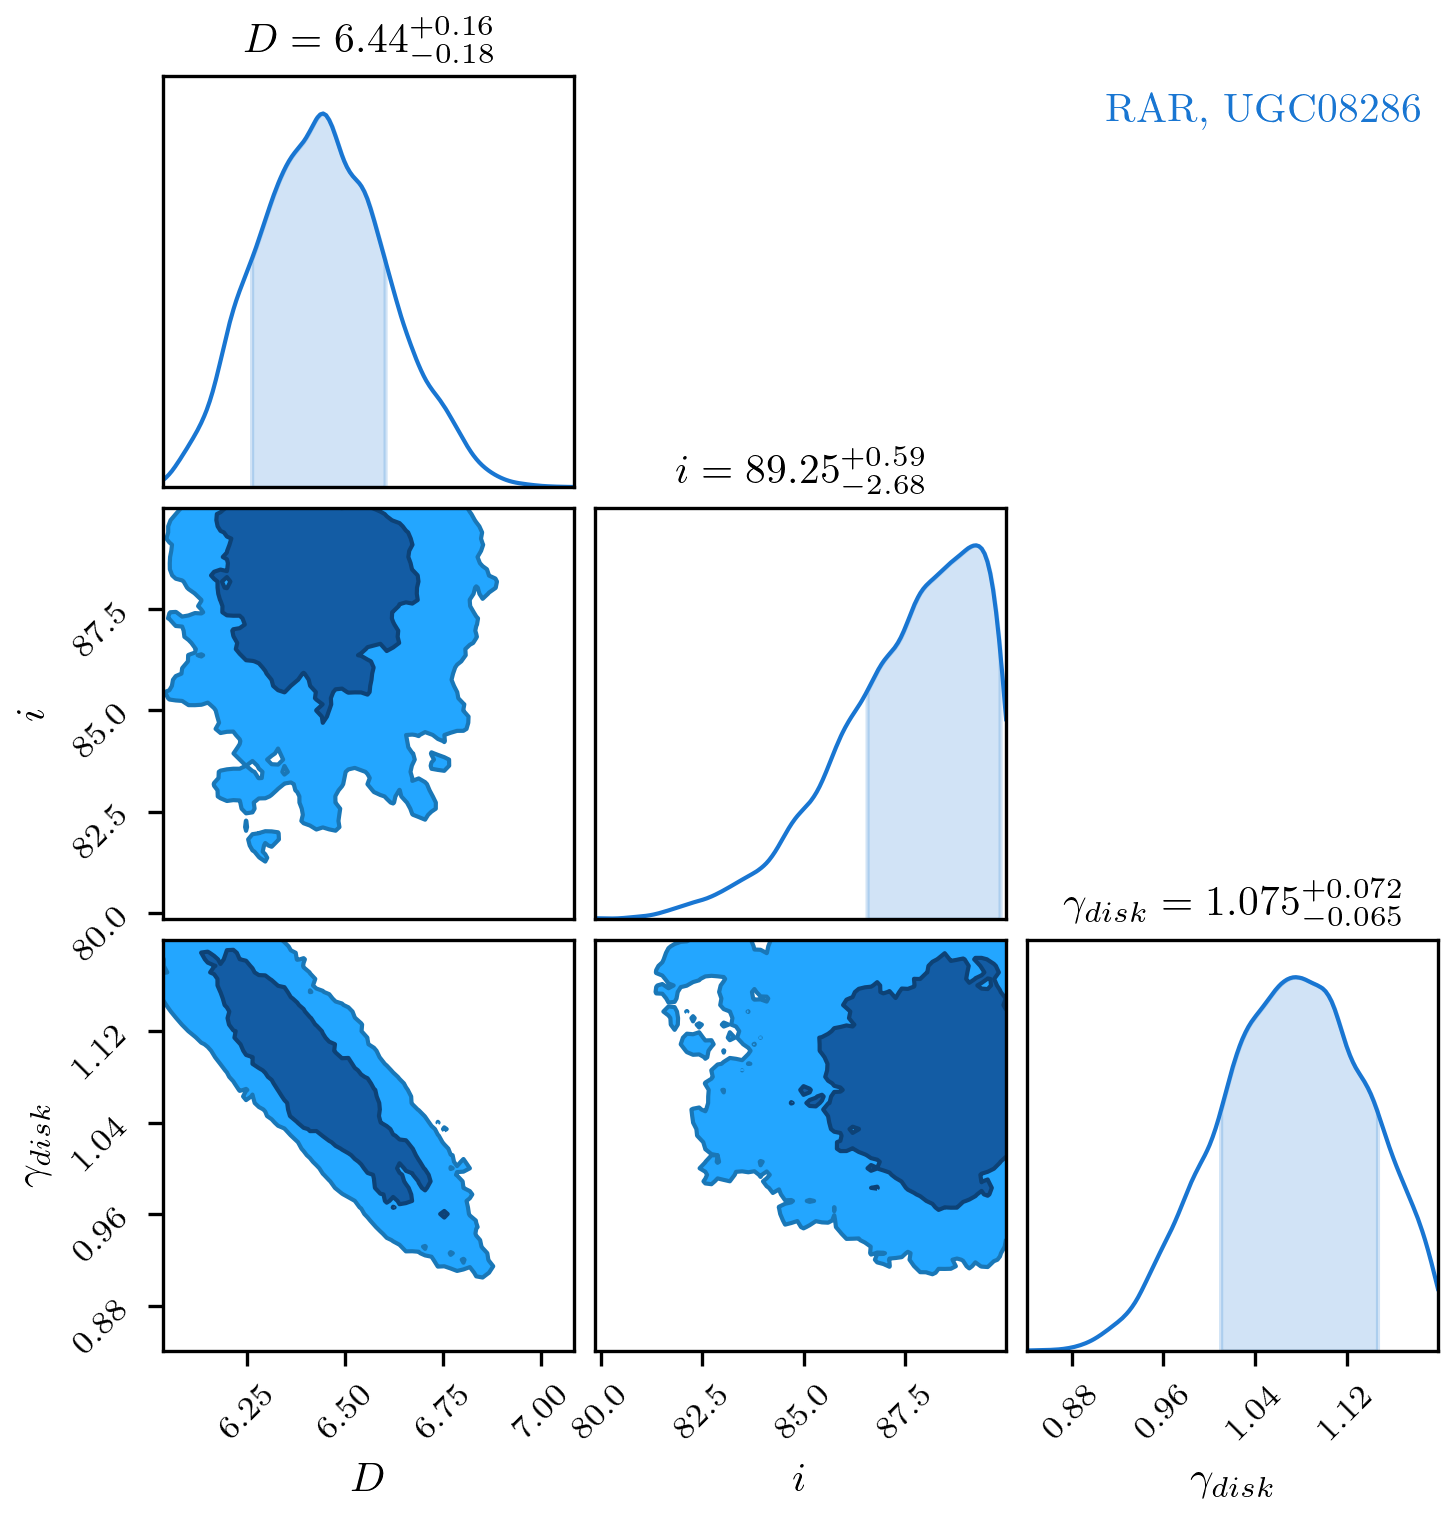 D = 6.44^{+0.16}_{-0.18}
RAR, UGC08286
i = 89.25^{+0.59}_{-2.68}
i
87.5
85.0
82.5
80.0
γ_{disk} = 1.075^{+0.072}_{-0.065}
γ_{disk}
1.12
1.04
0.96
0.88
6.25 6.50 6.75 7.00 80.0 82.5 85.0 87.5 0.88 0.96 1.04 1.12
D i γ_{disk}